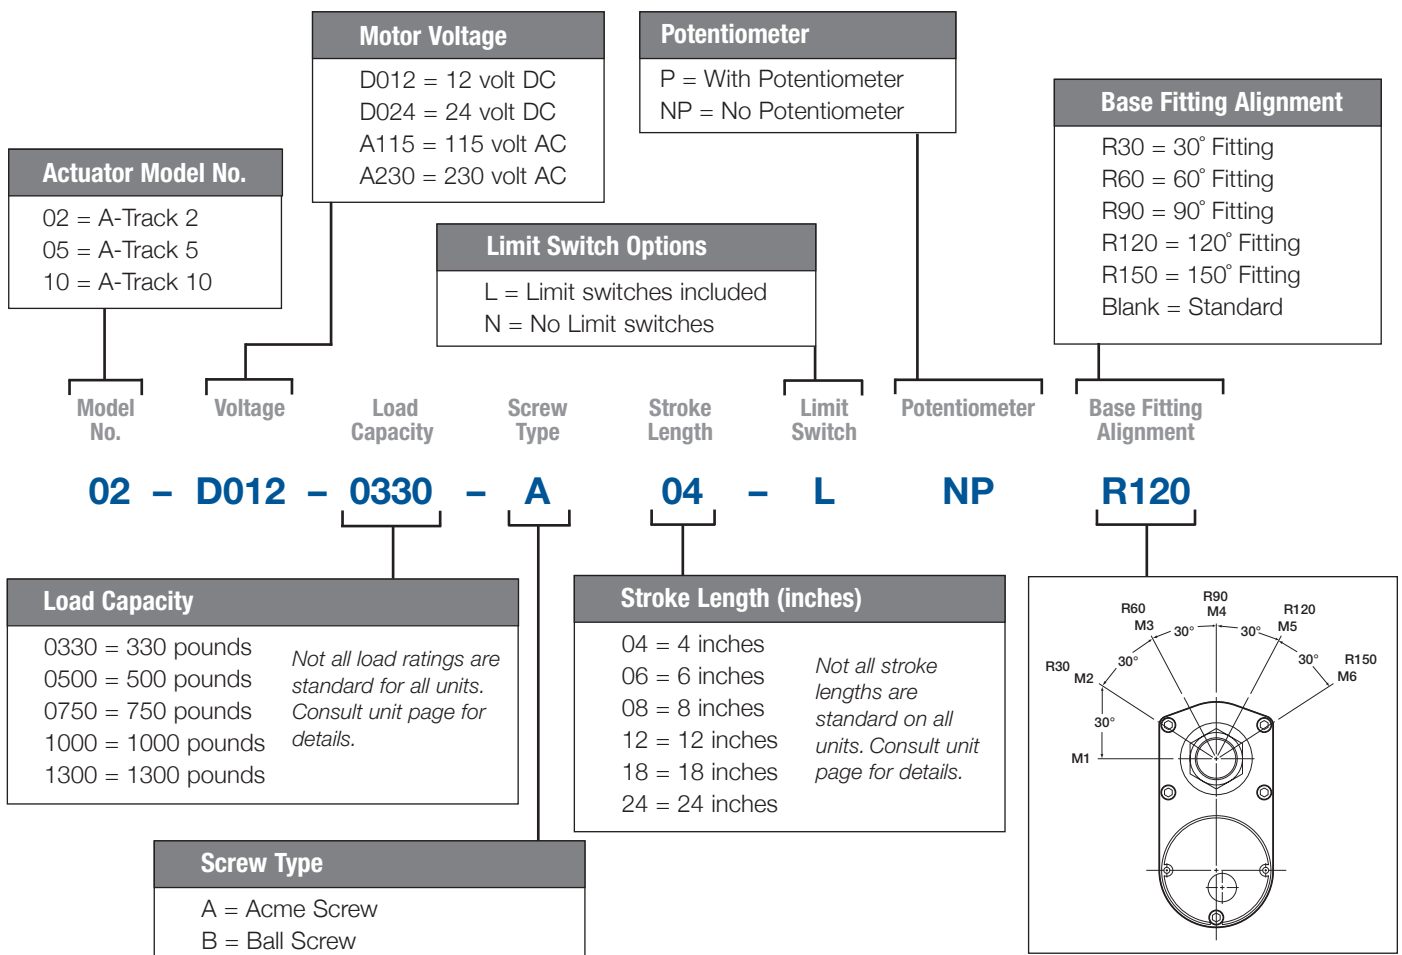 Motor Voltage
D012 = 12 volt DC
D024 = 24 volt DC
A115 = 115 volt AC
A230 = 230 volt AC
Potentiometer
P = With Potentiometer
NP = No Potentiometer
Base Fitting Alignment
R30 = 30° Fitting
R60 = 60° Fitting
R90 = 90° Fitting
R120 = 120° Fitting
R150 = 150° Fitting
Blank = Standard
Actuator Model No.
02 = A-Track 2
05 = A-Track 5
10 = A-Track 10
Limit Switch Options
L = Limit switches included
N = No Limit switches
Model
No.
Voltage
Load
Capacity
Screw
Type
Stroke
Length
Limit
Switch
Potentiometer
Base Fitting
Alignment
02 – D012 – 0330 – A 04 – L NP R120
Load Capacity
0330 = 330 pounds
0500 = 500 pounds
0750 = 750 pounds
1000 = 1000 pounds
1300 = 1300 pounds
Not all load ratings are
standard for all units.
Consult unit page for
details.
Stroke Length (inches)
04 = 4 inches
06 = 6 inches
08 = 8 inches
12 = 12 inches
18 = 18 inches
24 = 24 inches
Not all stroke
lengths are
standard on all
units. Consult unit
page for details.
R90
M4
R60
M3
R120
M5
30°
30°
R30
M2
30°
30°
R150
M6
30°
M1
Screw Type
A = Acme Screw
B = Ball Screw